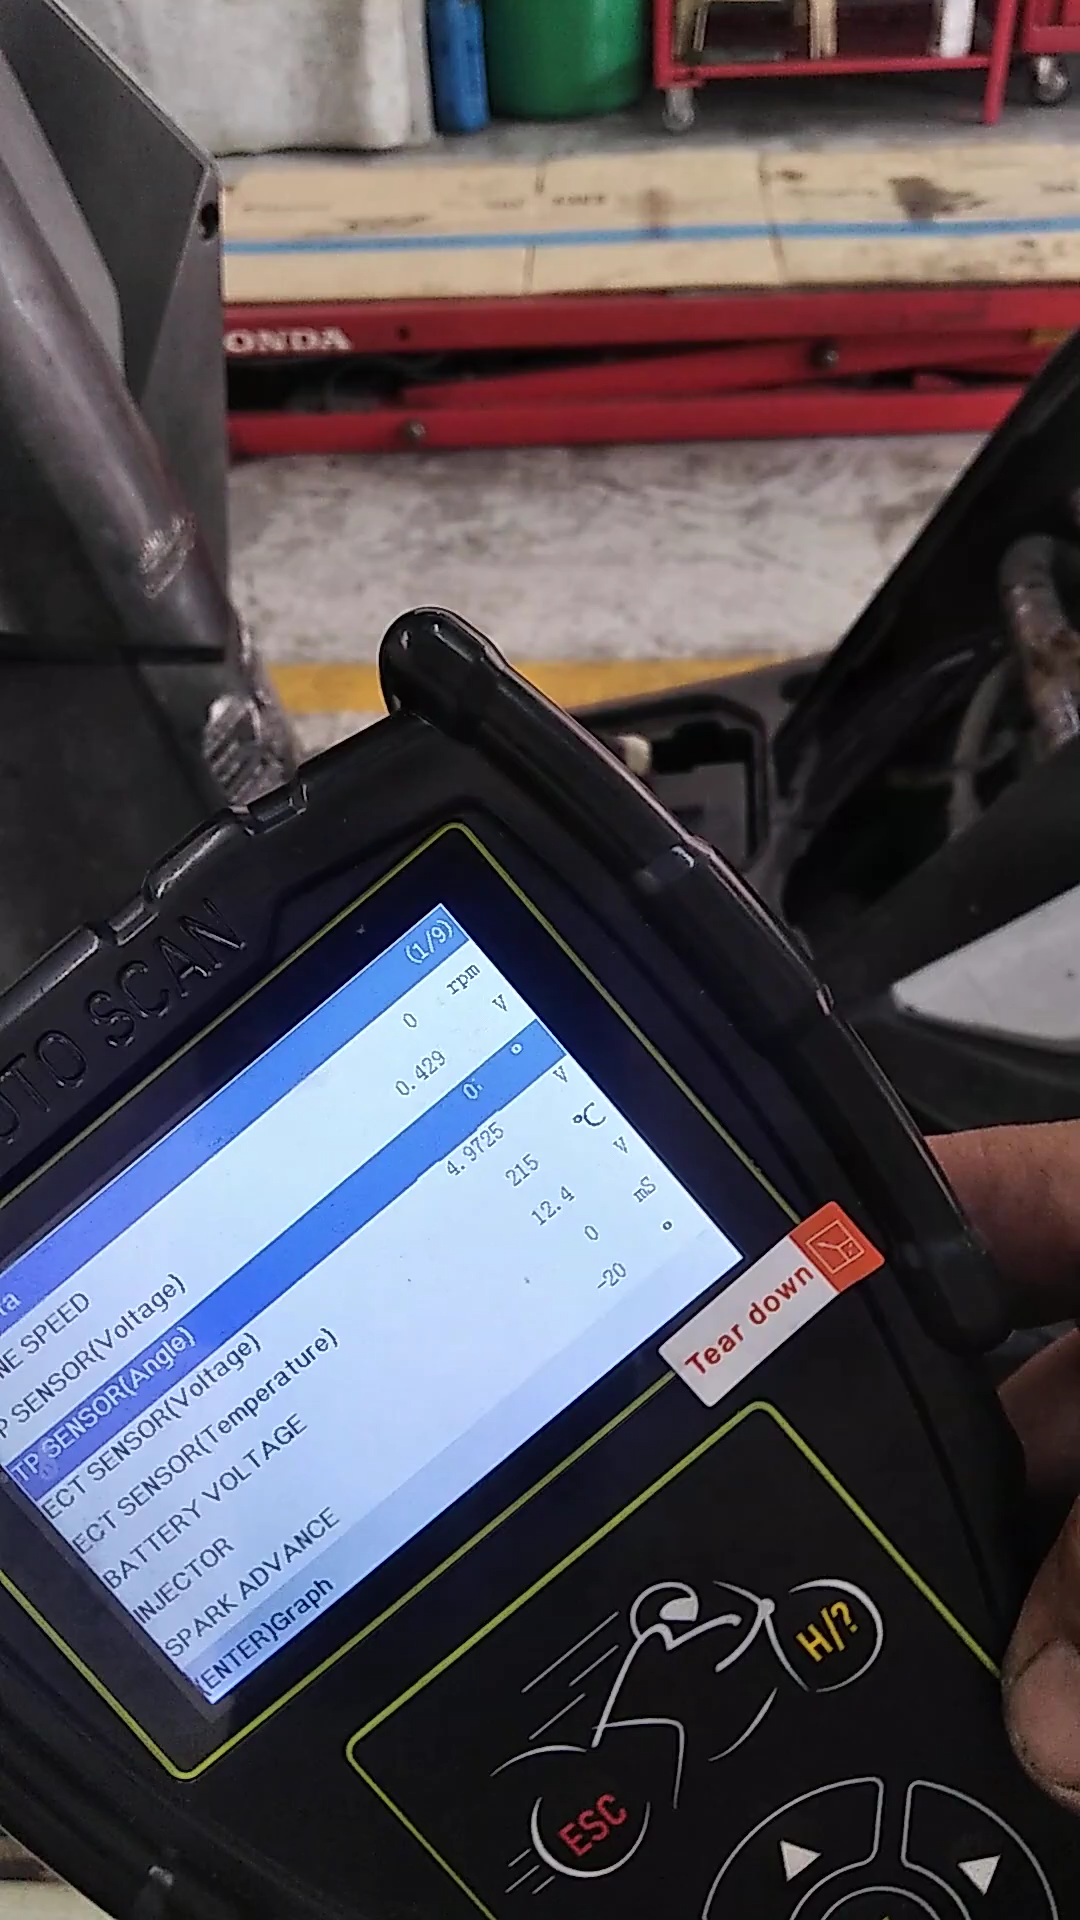 ONDA
UTO SCAN
ta (1/9)
NE SPEED 0 rpm
P SENSOR(Voltage) 0.429 V
TP SENSOR(Angle) 0 °
ECT SENSOR(Voltage) 4.9725 V
ECT SENSOR(Temperature) 215 °C
BATTERY VOLTAGE 12.4 V
INJECTOR 0 mS
SPARK ADVANCE -20 °
(ENTER)Graph
Tear down
H/?
ESC